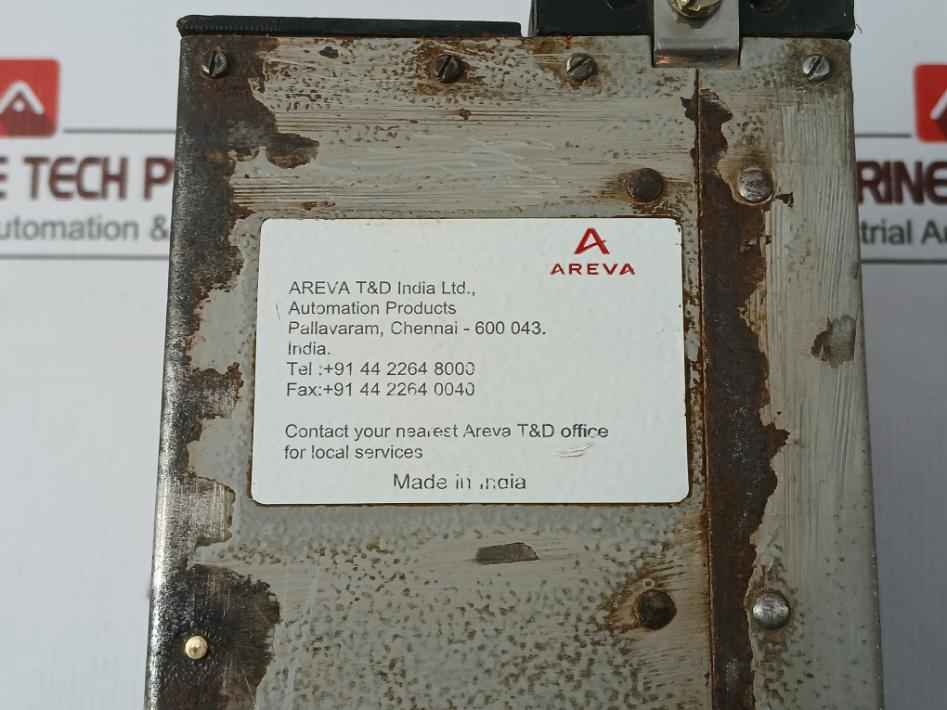 E TECH P
utomation &
RINE
trial Au
AREVA
AREVA T&D India Ltd.,
Automation Products
Pallavaram, Chennai - 600 043.
India.
Tel :+91 44 2264 8000
Fax:+91 44 2264 0040
Contact your nearest Areva T&D office
for local services
Made in India